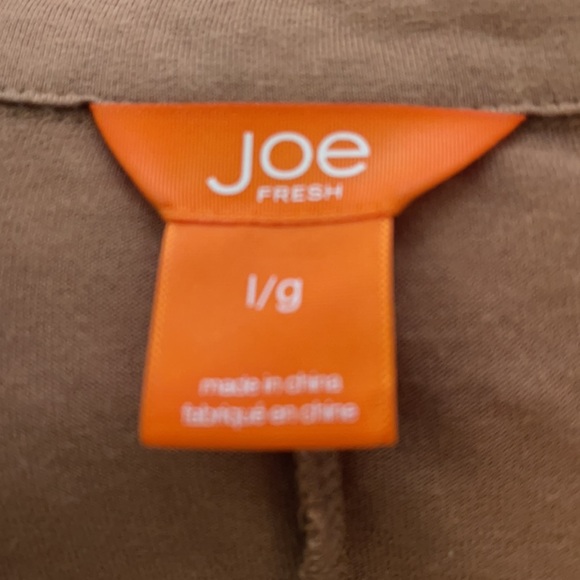 Joe
FRESH
l/g
made in china
fabriqué en chine